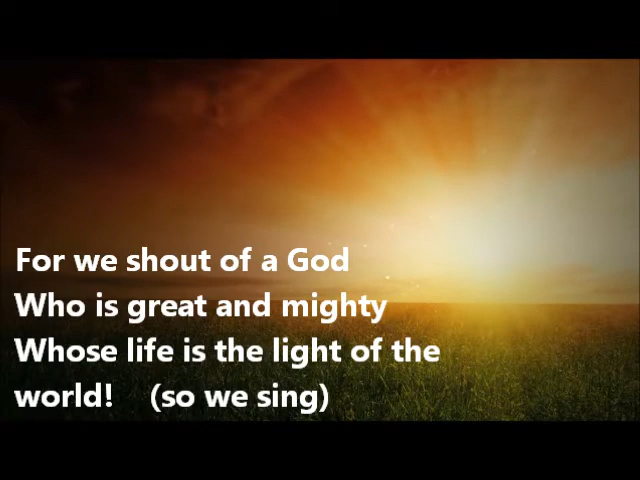 For we shout of a God
Who is great and mighty
Whose life is the light of the
world! (so we sing)